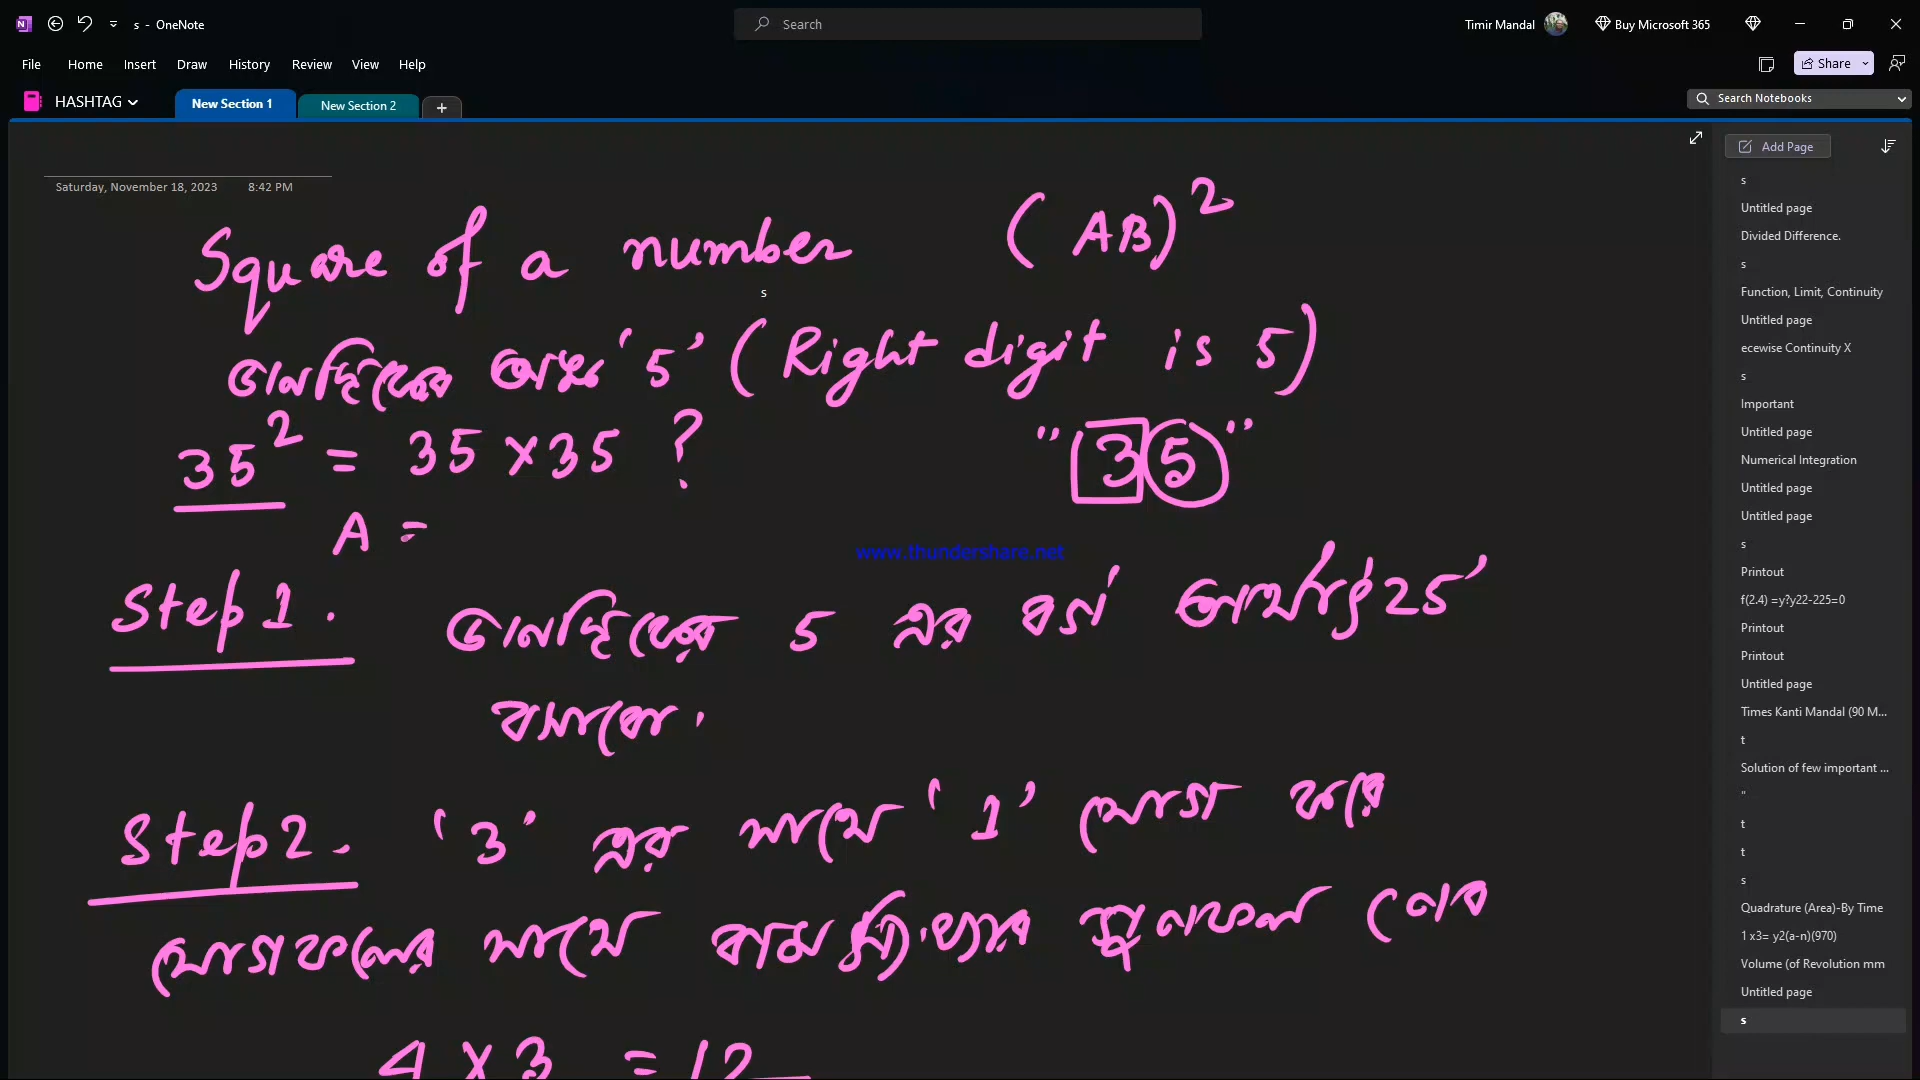 s - OneNote
Search
Timir Mandal
Buy Microsoft 365
File Home Insert Draw History Review View Help
Share
HASHTAG
New Section 1
New Section 2
+
Search Notebooks
Add Page
Saturday, November 18, 2023 8:42 PM
Square of a number (AB)²
s
ডানদিকের অঙ্ক '5' (Right digit is 5)
35² = 35 × 35 ? "35"
A =
www.thundershare.net
Step 1. ডানদিকের 5 এর বর্গ অর্থাৎ 25'
বসাবো.
Step 2. '3' এর সাথে '1' যোগ করে
যোগফলের সাথে বাম সংখ্যার গুণফল নেব
4 × 3 = 12
s
Untitled page
Divided Difference.
s
Function, Limit, Continuity
Untitled page
ecewise Continuity X
s
Important
Untitled page
Numerical Integration
Untitled page
Untitled page
s
Printout
f(2.4) =y?y22-225=0
Printout
Printout
Untitled page
Times Kanti Mandal (90 M...
t
Solution of few important ...
"
t
t
s
Quadrature (Area)-By Time
1 x3= y2(a-n)(970)
Volume (of Revolution mm
Untitled page
s